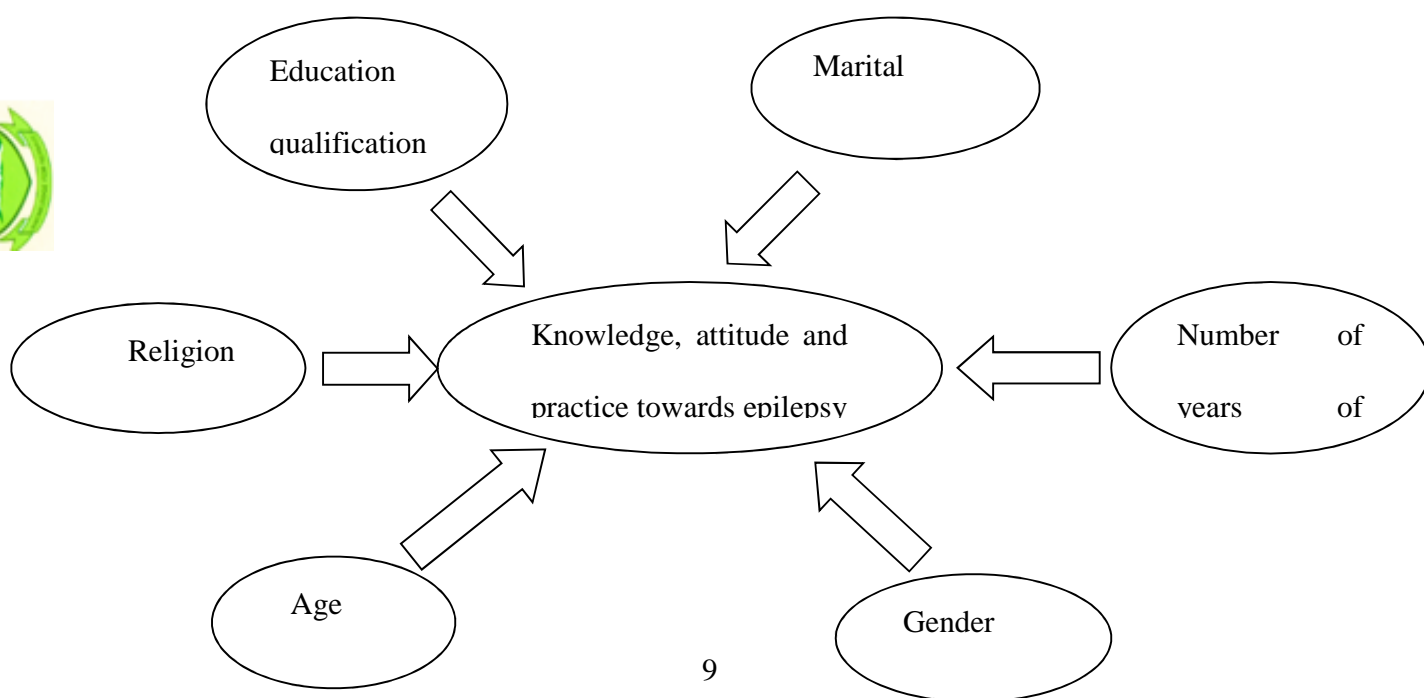 Education
qualification
Marital
Religion
Knowledge, attitude and
practice towards epilepsy
Number of
years of
Age
Gender
9